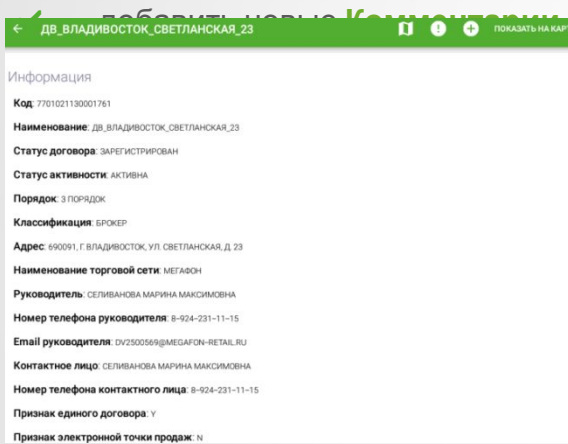 добавить новые Комментарии
ДВ_ВЛАДИВОСТОК_СВЕТЛАНСКАЯ_23
ПОКАЗАТЬ НА КАРТ
Информация
Код: 7701021130001761
Наименование: ДВ_ВЛАДИВОСТОК_СВЕТЛАНСКАЯ_23
Статус договора: ЗАРЕГИСТРИРОВАН
Статус активности: АКТИВНА
Порядок: 3 ПОРЯДОК
Классификация: БРОКЕР
Адрес: 690091, Г. ВЛАДИВОСТОК, УЛ. СВЕТЛАНСКАЯ, Д. 23
Наименование торговой сети: МЕГАФОН
Руководитель: СЕЛИВАНОВА МАРИНА МАКСИМОВНА
Номер телефона руководителя: 8-924-231-11-15
Email руководителя: DV2500569@MEGAFON-RETAIL.RU
Контактное лицо: СЕЛИВАНОВА МАРИНА МАКСИМОВНА
Номер телефона контактного лица: 8-924-231-11-15
Признак единого договора: Y
Признак электронной точки продаж: N